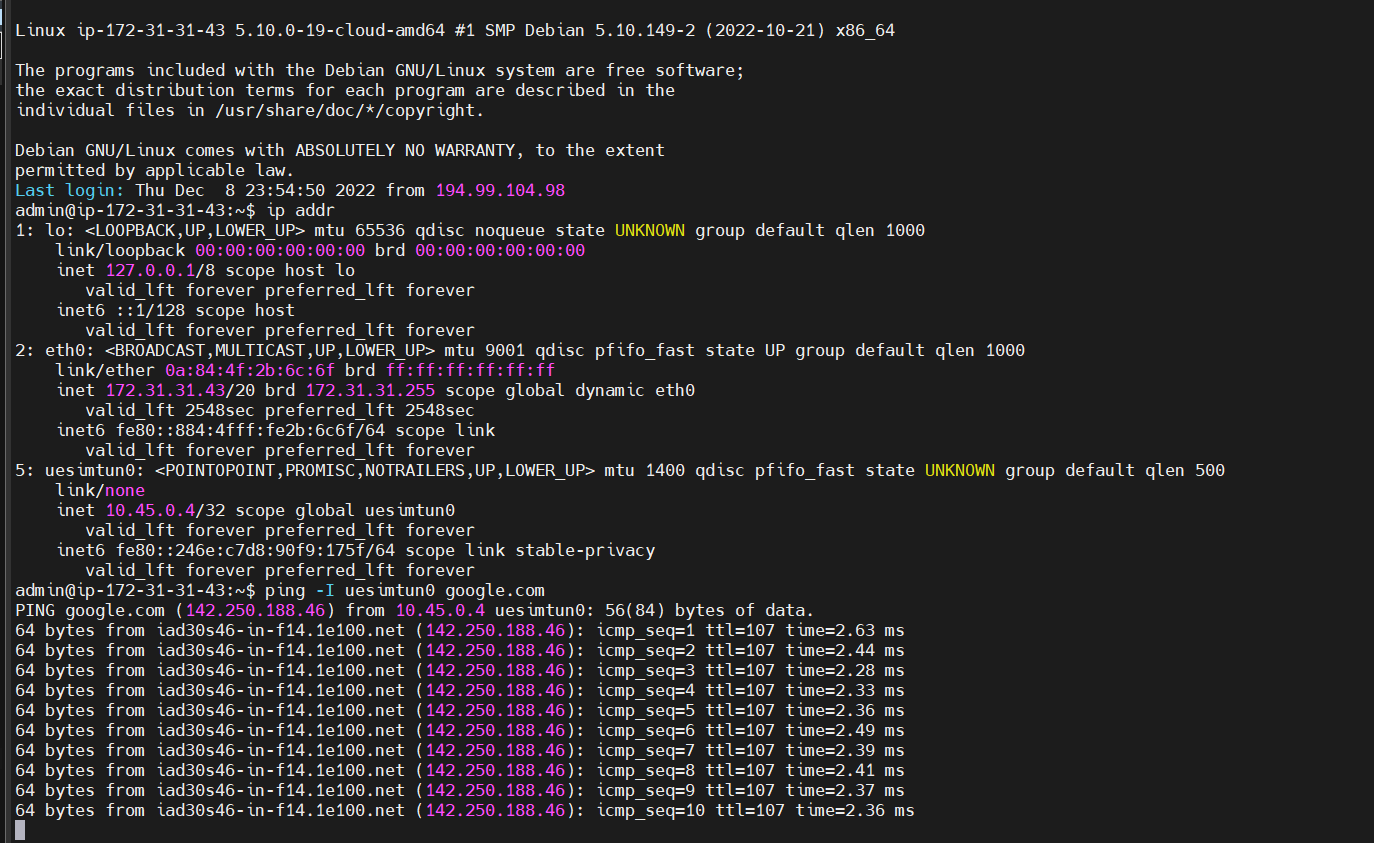 Linux ip-172-31-31-43 5.10.0-19-cloud-amd64 #1 SMP Debian 5.10.149-2 (2022-10-21) x86_64
The programs included with the Debian GNU/Linux system are free software;
the exact distribution terms for each program are described in the
individual files in /usr/share/doc/*/copyright.
Debian GNU/Linux comes with ABSOLUTELY NO WARRANTY, to the extent
permitted by applicable law.
Last login: Thu Dec  8 23:54:50 2022 from 194.99.104.98
admin@ip-172-31-31-43:~$ ip addr
1: lo: <LOOPBACK,UP,LOWER_UP> mtu 65536 qdisc noqueue state UNKNOWN group default qlen 1000
    link/loopback 00:00:00:00:00:00 brd 00:00:00:00:00:00
    inet 127.0.0.1/8 scope host lo
       valid_lft forever preferred_lft forever
    inet6 ::1/128 scope host
       valid_lft forever preferred_lft forever
2: eth0: <BROADCAST,MULTICAST,UP,LOWER_UP> mtu 9001 qdisc pfifo_fast state UP group default qlen 1000
    link/ether 0a:84:4f:2b:6c:6f brd ff:ff:ff:ff:ff:ff
    inet 172.31.31.43/20 brd 172.31.31.255 scope global dynamic eth0
       valid_lft 2548sec preferred_lft 2548sec
    inet6 fe80::884:4fff:fe2b:6c6f/64 scope link
       valid_lft forever preferred_lft forever
5: uesimtun0: <POINTOPOINT,PROMISC,NOTRAILERS,UP,LOWER_UP> mtu 1400 qdisc pfifo_fast state UNKNOWN group default qlen 500
    link/none
    inet 10.45.0.4/32 scope global uesimtun0
       valid_lft forever preferred_lft forever
    inet6 fe80::246e:c7d8:90f9:175f/64 scope link stable-privacy
       valid_lft forever preferred_lft forever
admin@ip-172-31-31-43:~$ ping -I uesimtun0 google.com
PING google.com (142.250.188.46) from 10.45.0.4 uesimtun0: 56(84) bytes of data.
64 bytes from iad30s46-in-f14.1e100.net (142.250.188.46): icmp_seq=1 ttl=107 time=2.63 ms
64 bytes from iad30s46-in-f14.1e100.net (142.250.188.46): icmp_seq=2 ttl=107 time=2.44 ms
64 bytes from iad30s46-in-f14.1e100.net (142.250.188.46): icmp_seq=3 ttl=107 time=2.28 ms
64 bytes from iad30s46-in-f14.1e100.net (142.250.188.46): icmp_seq=4 ttl=107 time=2.33 ms
64 bytes from iad30s46-in-f14.1e100.net (142.250.188.46): icmp_seq=5 ttl=107 time=2.36 ms
64 bytes from iad30s46-in-f14.1e100.net (142.250.188.46): icmp_seq=6 ttl=107 time=2.49 ms
64 bytes from iad30s46-in-f14.1e100.net (142.250.188.46): icmp_seq=7 ttl=107 time=2.39 ms
64 bytes from iad30s46-in-f14.1e100.net (142.250.188.46): icmp_seq=8 ttl=107 time=2.41 ms
64 bytes from iad30s46-in-f14.1e100.net (142.250.188.46): icmp_seq=9 ttl=107 time=2.37 ms
64 bytes from iad30s46-in-f14.1e100.net (142.250.188.46): icmp_seq=10 ttl=107 time=2.36 ms